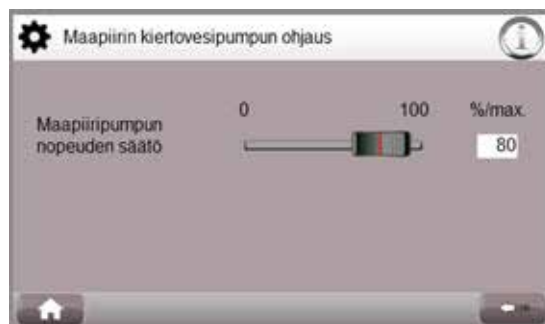 Maapiirin kiertovesipumpun ohjaus
0 100 %/max.
Maapiiripumpun
nopeuden säätö
80